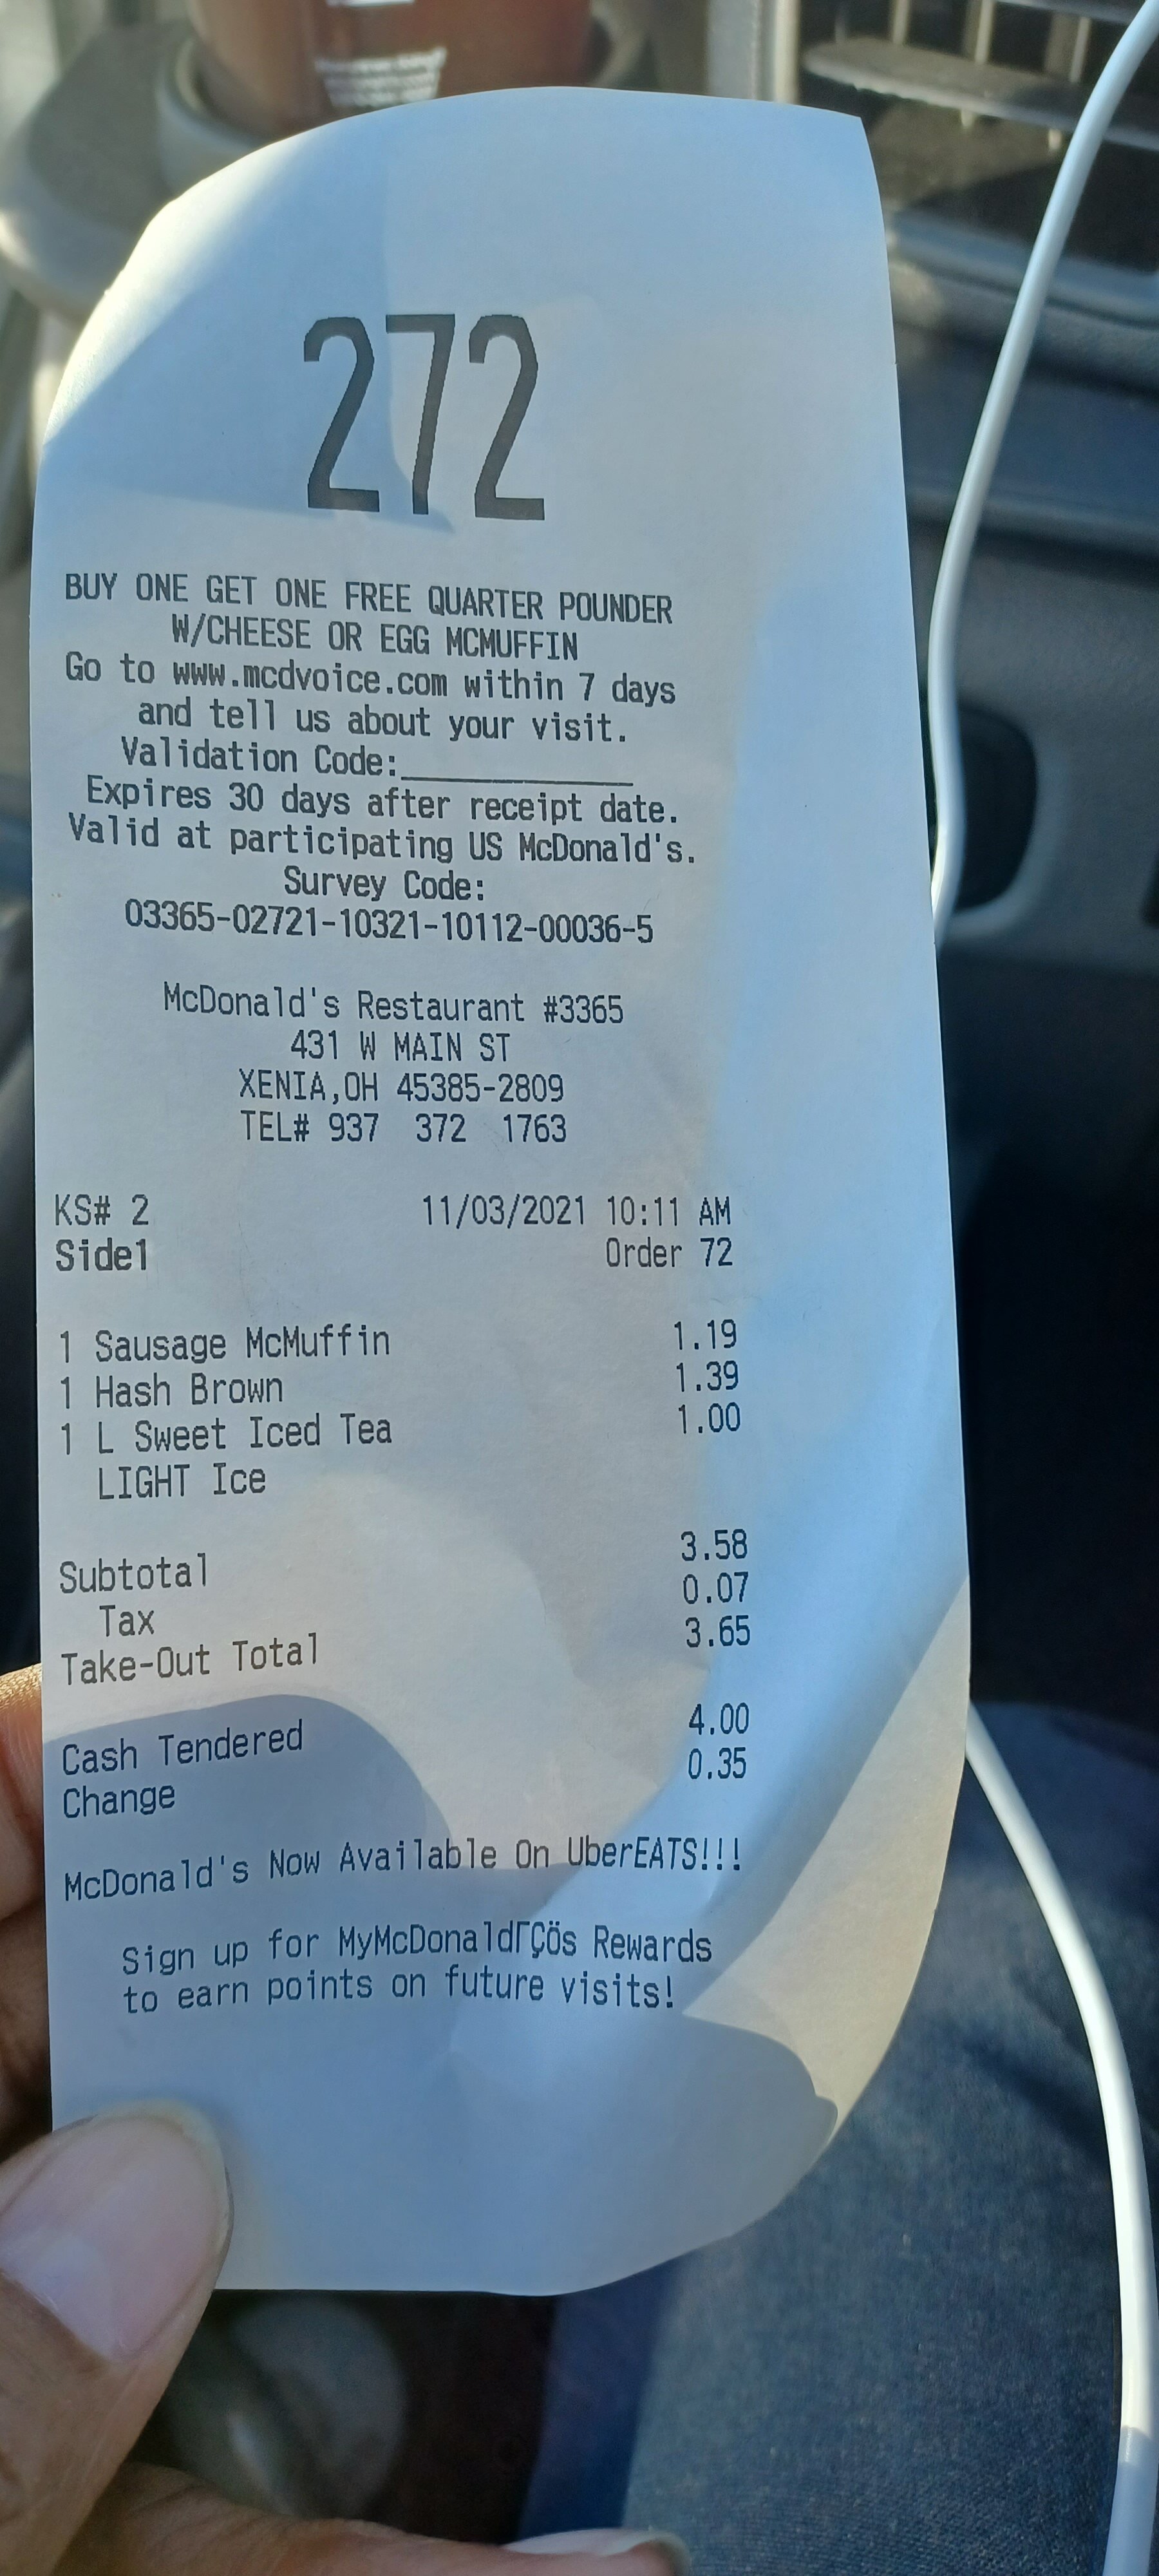 272
BUY ONE GET ONE FREE QUARTER POUNDER
W/CHEESE OR EGG MCMUFFIN
Go to www.mcdvoice.com within 7 days
and tell us about your visit.
Validation Code:____________
Expires 30 days after receipt date.
Valid at participating US McDonald's.
Survey Code:
03365-02721-10321-10112-00036-5
McDonald's Restaurant #3365
431 W MAIN ST
XENIA,OH 45385-2809
TEL# 937 372 1763
KS# 2 11/03/2021 10:11 AM
Side1 Order 72
1 Sausage McMuffin 1.19
1 Hash Brown 1.39
1 L Sweet Iced Tea 1.00
LIGHT Ice
Subtotal 3.58
Tax 0.07
Take-Out Total 3.65
Cash Tendered 4.00
Change 0.35
McDonald's Now Available On UberEATS!!!
Sign up for MyMcDonaldΓÇös Rewards
to earn points on future visits!